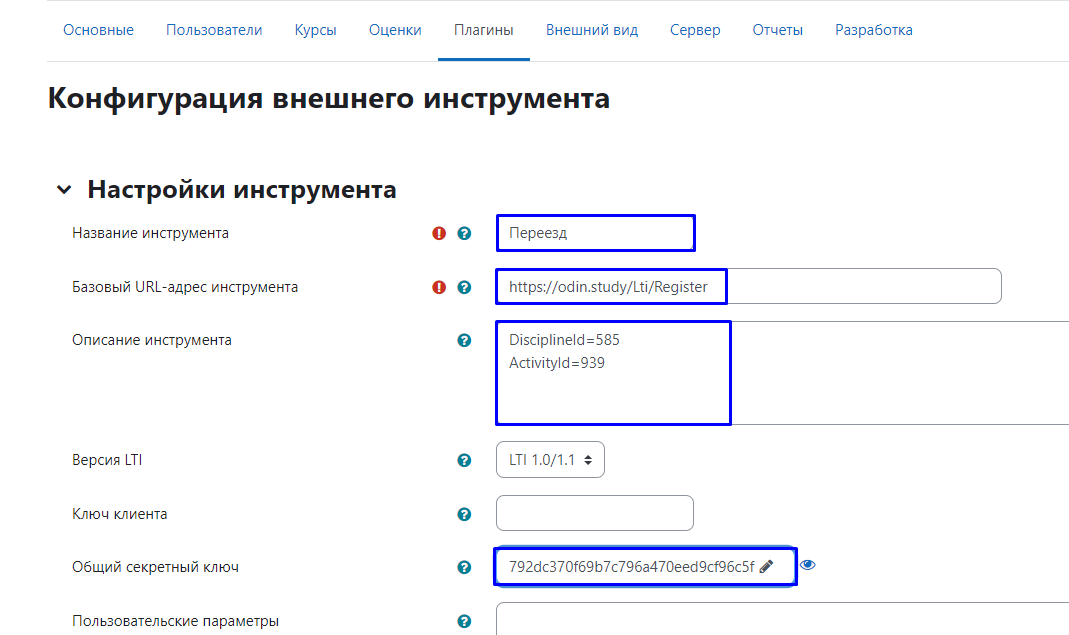 Основные Пользователи Курсы Оценки Плагины Внешний вид Сервер Отчеты Разработка
Конфигурация внешнего инструмента
Настройки инструмента
Название инструмента Переезд
Базовый URL-адрес инструмента https://odin.study/Lti/Register
Описание инструмента DisciplineId=585
ActivityId=939
Версия LTI LTI 1.0/1.1
Ключ клиента
Общий секретный ключ 792dc370f69b7c796a470eed9cf96c5f
Пользовательские параметры